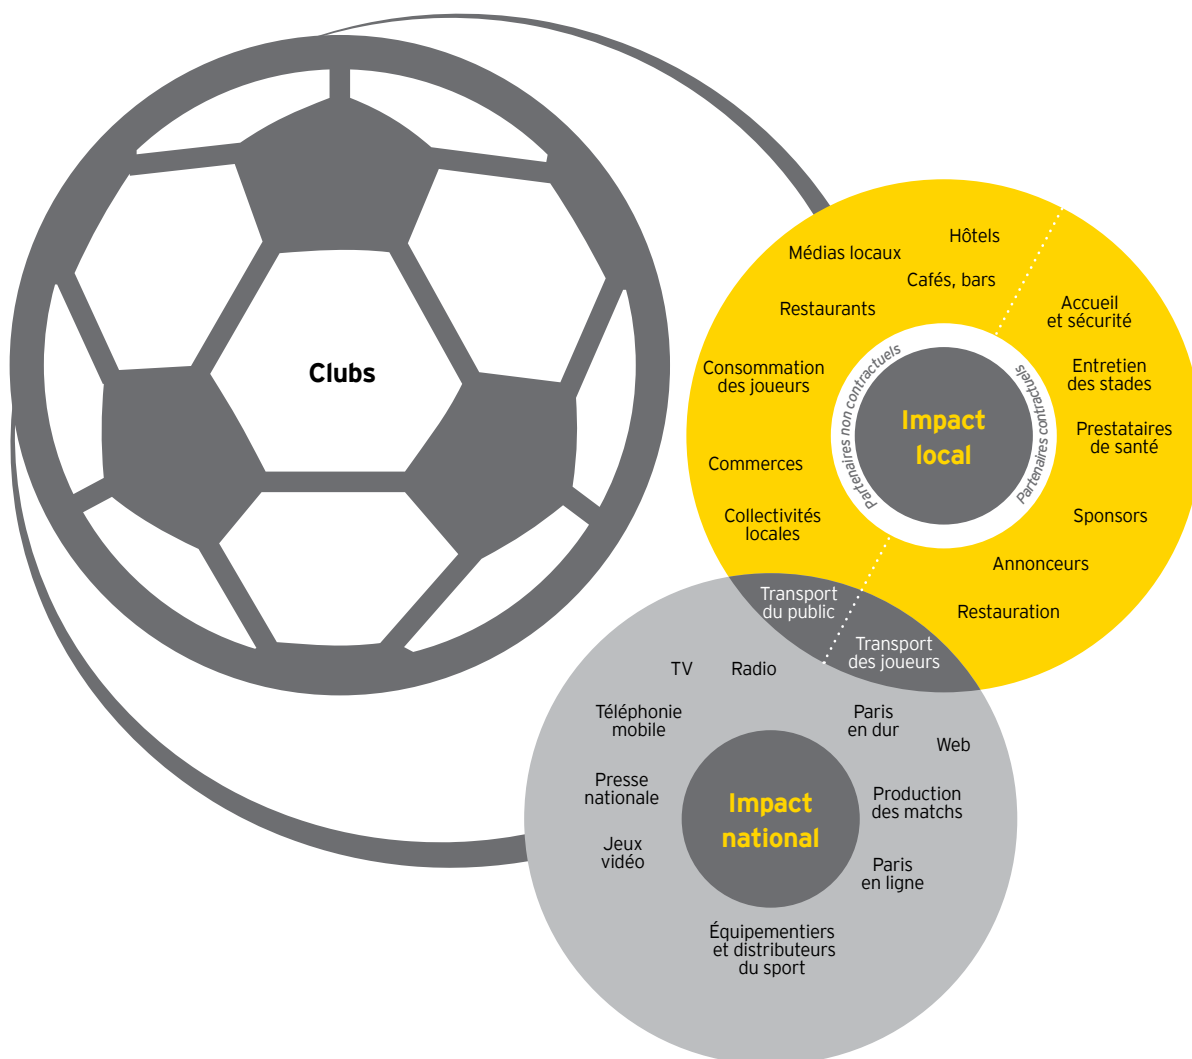 Clubs
Hôtels
Médias locaux
Cafés, bars
Restaurants
Consommation
des joueurs
Commerces
Collectivités
locales
Partenaires non contractuels
Impact
local
Partenaires contractuels
Accueil
et sécurité
Entretien
des stades
Prestataires
de santé
Sponsors
Annonceurs
Restauration
Transport
du public
Transport
des joueurs
TV
Radio
Téléphonie
mobile
Presse
nationale
Jeux
vidéo
Impact
national
Paris
en dur
Web
Production
des matchs
Paris
en ligne
Équipementiers
et distributeurs
du sport